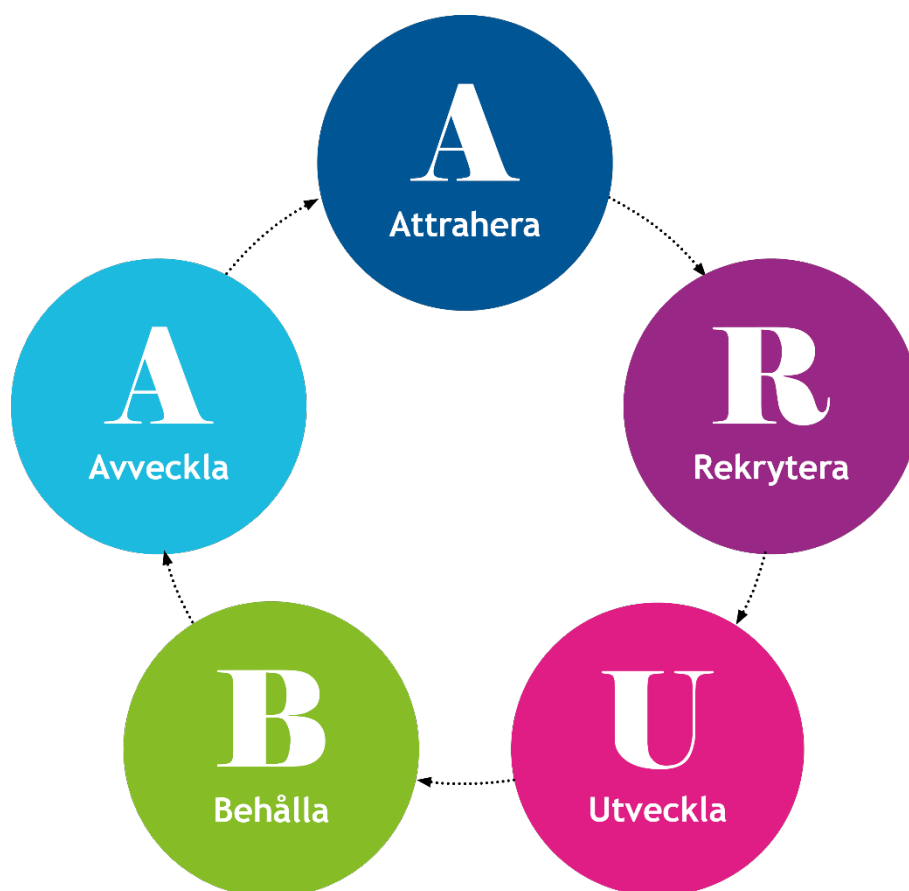 A
Attrahera
R
Rekrytera
U
Utveckla
B
Behålla
A
Avveckla